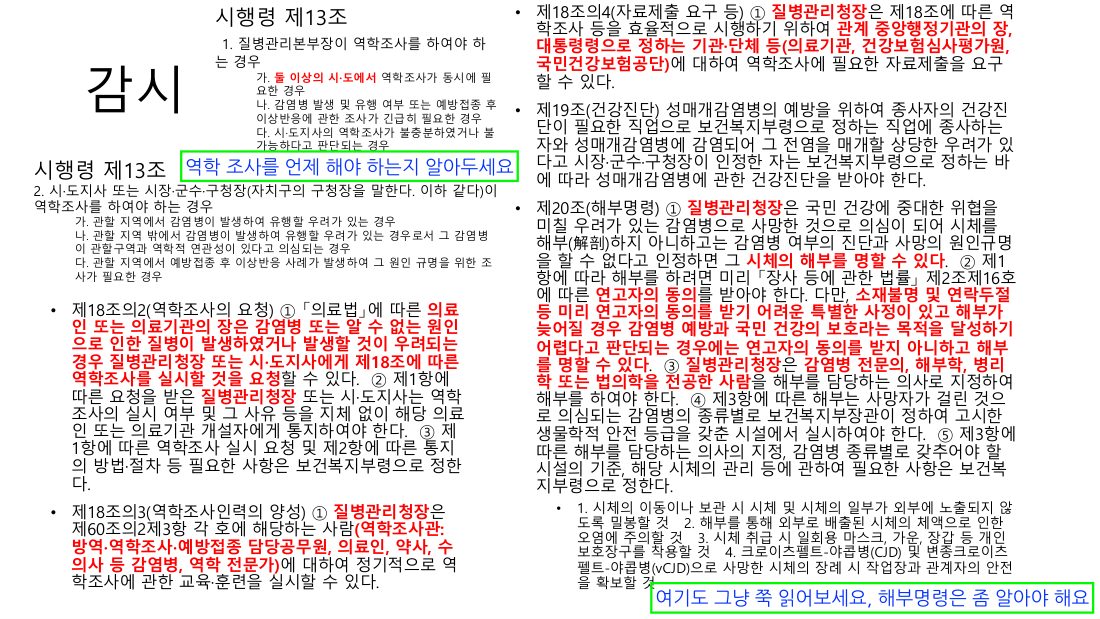 감시
시행령 제13조
1. 질병관리본부장이 역학조사를 하여야 하
는 경우
가. 둘 이상의 시·도에서 역학조사가 동시에 필
요한 경우
나. 감염병 발생 및 유행 여부 또는 예방접종 후
이상반응에 관한 조사가 긴급히 필요한 경우
다. 시·도지사의 역학조사가 불충분하였거나 불
가능하다고 판단되는 경우
시행령 제13조
역학 조사를 언제 해야 하는지 알아두세요
2. 시·도지사 또는 시장·군수·구청장(자치구의 구청장을 말한다. 이하 같다)이
역학조사를 하여야 하는 경우
가. 관할 지역에서 감염병이 발생하여 유행할 우려가 있는 경우
나. 관할 지역 밖에서 감염병이 발생하여 유행할 우려가 있는 경우로서 그 감염병
이 관할구역과 역학적 연관성이 있다고 의심되는 경우
다. 관할 지역에서 예방접종 후 이상반응 사례가 발생하여 그 원인 규명을 위한 조
사가 필요한 경우
• 제18조의2(역학조사의 요청) ① 「의료법」에 따른 의료
인 또는 의료기관의 장은 감염병 또는 알 수 없는 원인
으로 인한 질병이 발생하였거나 발생할 것이 우려되는
경우 질병관리청장 또는 시·도지사에게 제18조에 따른
역학조사를 실시할 것을 요청할 수 있다. ② 제1항에
따른 요청을 받은 질병관리청장 또는 시·도지사는 역학
조사의 실시 여부 및 그 사유 등을 지체 없이 해당 의료
인 또는 의료기관 개설자에게 통지하여야 한다. ③ 제
1항에 따른 역학조사 실시 요청 및 제2항에 따른 통지
의 방법·절차 등 필요한 사항은 보건복지부령으로 정한
다.
• 제18조의3(역학조사인력의 양성) ① 질병관리청장은
제60조의2제3항 각 호에 해당하는 사람(역학조사관:
방역·역학조사·예방접종 담당공무원, 의료인, 약사, 수
의사 등 감염병, 역학 전문가)에 대하여 정기적으로 역
학조사에 관한 교육·훈련을 실시할 수 있다.
• 제18조의4(자료제출 요구 등) ① 질병관리청장은 제18조에 따른 역
학조사 등을 효율적으로 시행하기 위하여 관계 중앙행정기관의 장,
대통령령으로 정하는 기관·단체 등(의료기관, 건강보험심사평가원,
국민건강보험공단)에 대하여 역학조사에 필요한 자료제출을 요구
할 수 있다.
• 제19조(건강진단) 성매개감염병의 예방을 위하여 종사자의 건강진
단이 필요한 직업으로 보건복지부령으로 정하는 직업에 종사하는
자와 성매개감염병에 감염되어 그 전염을 매개할 상당한 우려가 있
다고 시장·군수·구청장이 인정한 자는 보건복지부령으로 정하는 바
에 따라 성매개감염병에 관한 건강진단을 받아야 한다.
• 제20조(해부명령) ① 질병관리청장은 국민 건강에 중대한 위협을
미칠 우려가 있는 감염병으로 사망한 것으로 의심이 되어 시체를
해부(解剖)하지 아니하고는 감염병 여부의 진단과 사망의 원인규명
을 할 수 없다고 인정하면 그 시체의 해부를 명할 수 있다. ② 제1
항에 따라 해부를 하려면 미리 「장사 등에 관한 법률」 제2조제16호
에 따른 연고자의 동의를 받아야 한다. 다만, 소재불명 및 연락두절
등 미리 연고자의 동의를 받기 어려운 특별한 사정이 있고 해부가
늦어질 경우 감염병 예방과 국민 건강의 보호라는 목적을 달성하기
어렵다고 판단되는 경우에는 연고자의 동의를 받지 아니하고 해부
를 명할 수 있다. ③ 질병관리청장은 감염병 전문의, 해부학, 병리
학 또는 법의학을 전공한 사람을 해부를 담당하는 의사로 지정하여
해부를 하여야 한다. ④ 제3항에 따른 해부는 사망자가 걸린 것으
로 의심되는 감염병의 종류별로 보건복지부장관이 정하여 고시한
생물학적 안전 등급을 갖춘 시설에서 실시하여야 한다. ⑤ 제3항에
따른 해부를 담당하는 의사의 지정, 감염병 종류별로 갖추어야 할
시설의 기준, 해당 시체의 관리 등에 관하여 필요한 사항은 보건복
지부령으로 정한다.
• 1. 시체의 이동이나 보관 시 시체 및 시체의 일부가 외부에 노출되지 않
도록 밀봉할 것 2. 해부를 통해 외부로 배출된 시체의 체액으로 인한
오염에 주의할 것 3. 시체 취급 시 일회용 마스크, 가운, 장갑 등 개인
보호장구를 착용할 것 4. 크로이츠펠트-야콥병(CJD) 및 변종크로이츠
펠트-야콥병(vCJD)으로 사망한 시체의 장례 시 작업장과 관계자의 안전
을 확보할 것
여기도 그냥 쭉 읽어보세요, 해부명령은 좀 알아야 해요